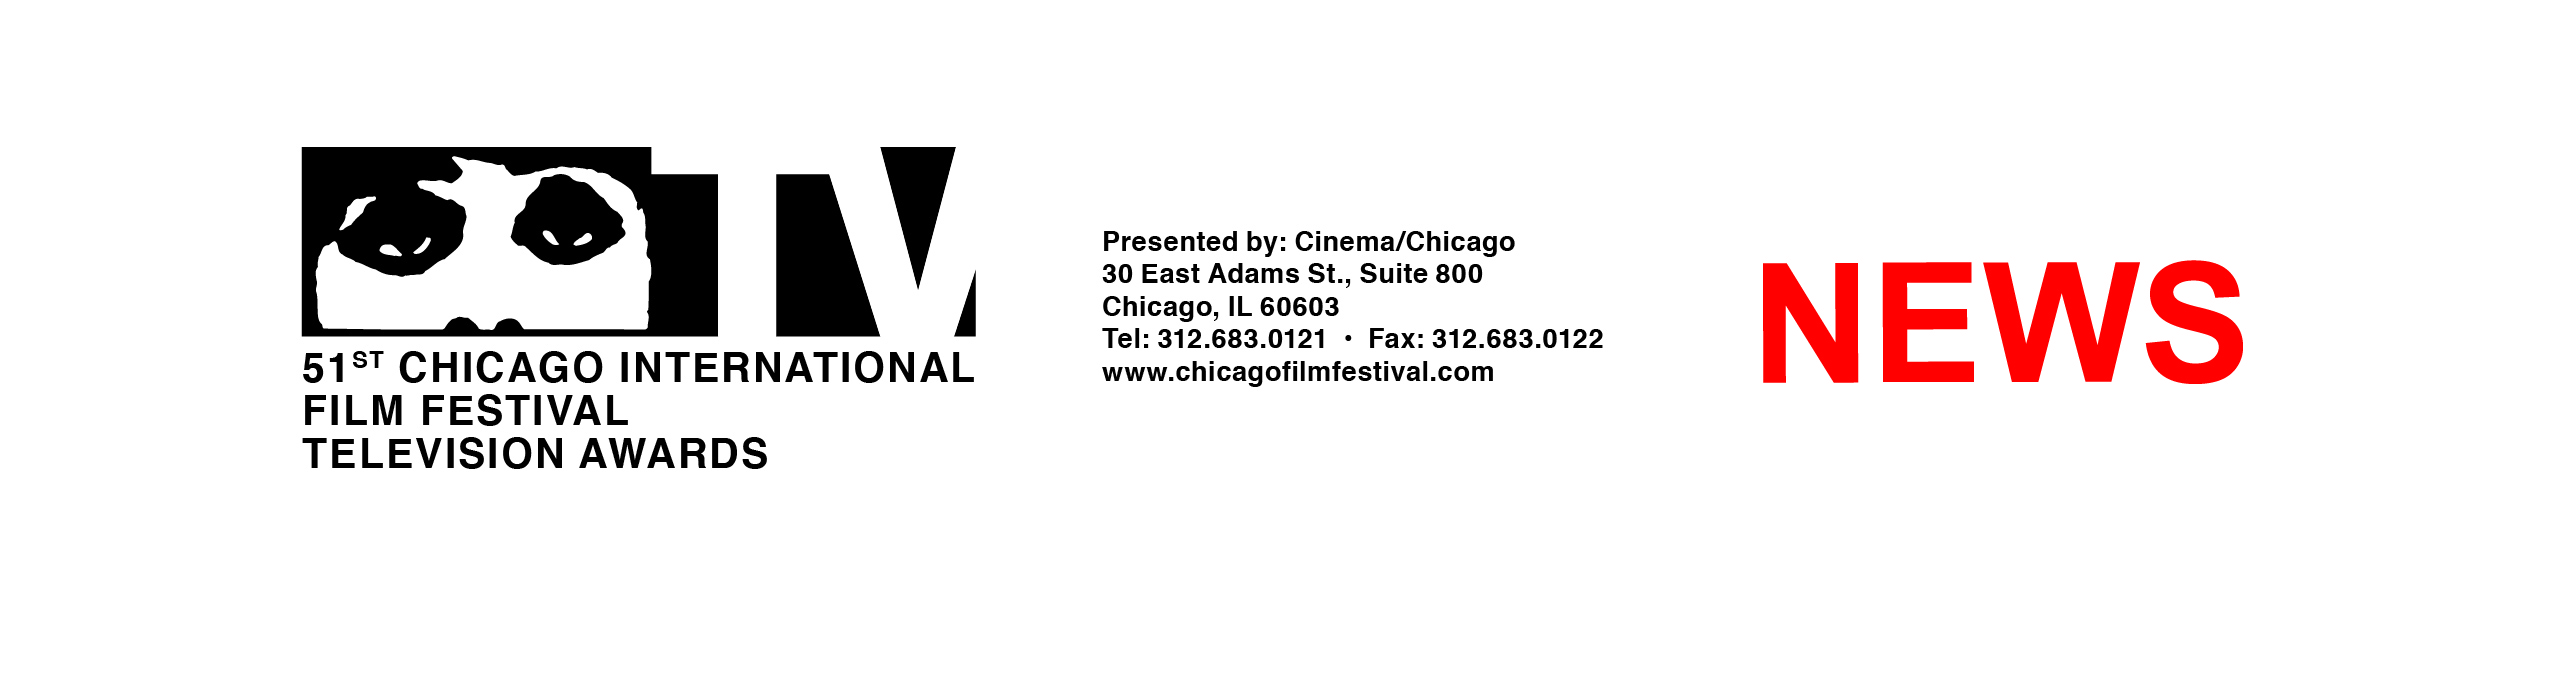 TV
51ST CHICAGO INTERNATIONAL
FILM FESTIVAL
TELEVISION AWARDS
Presented by: Cinema/Chicago
30 East Adams St., Suite 800
Chicago, IL 60603
Tel: 312.683.0121 • Fax: 312.683.0122
www.chicagofilmfestival.com
NEWS